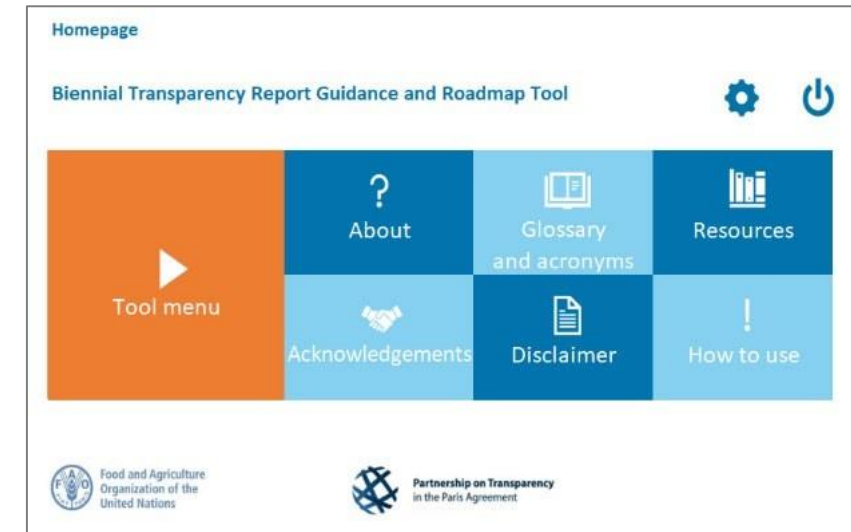 Homepage
Biennial Transparency Report Guidance and Roadmap Tool
?
About
Glossary
and acronyms
Resources
Tool menu
Acknowledgements
Disclaimer
!
How to use
FAO
Food and Agriculture
Organization of the
United Nations
Partnership on Transparency
in the Paris Agreement